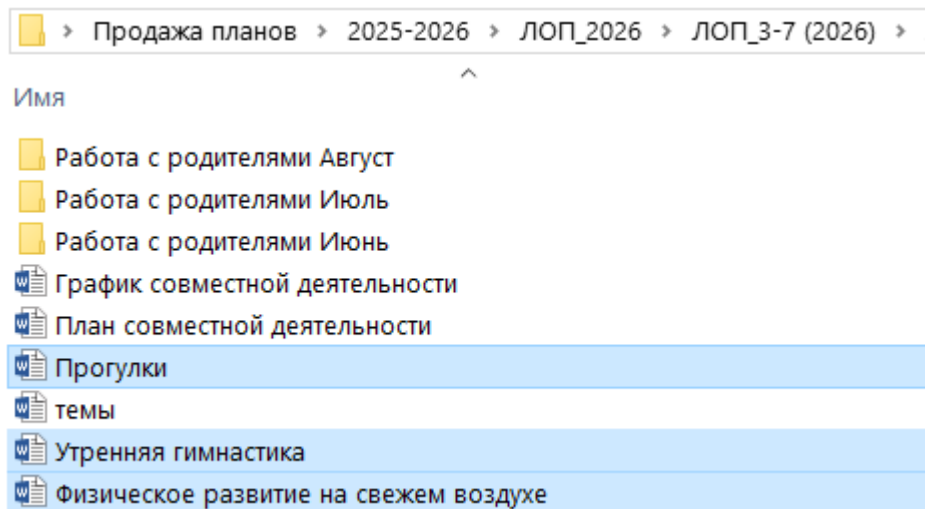 Продажа планов > 2025-2026 > ЛОП_2026 > ЛОП_3-7 (2026) >
Имя
Работа с родителями Август
Работа с родителями Июль
Работа с родителями Июнь
График совместной деятельности
План совместной деятельности
Прогулки
темы
Утренняя гимнастика
Физическое развитие на свежем воздухе